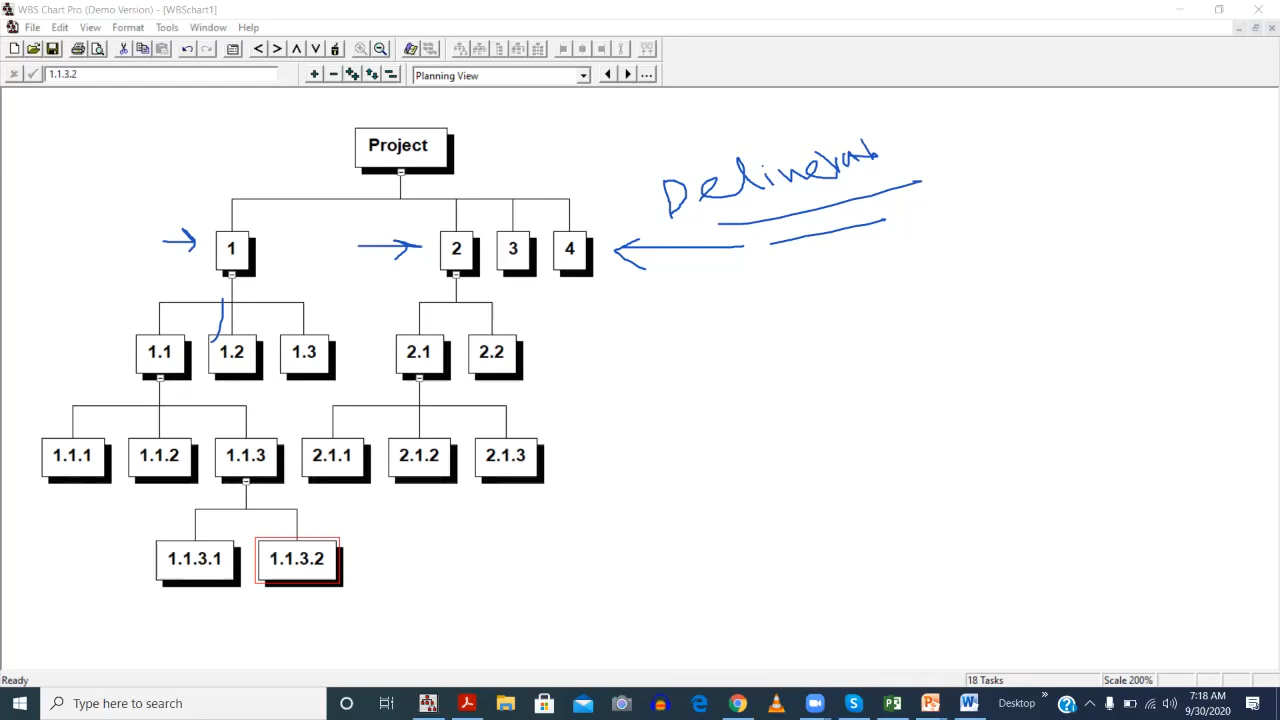 WBS Chart Pro (Demo Version) - [WBSchart1]
File Edit View Format Tools Window Help
1.1.3.2
Planning View
Project
1 2 3 4
1.1 1.2 1.3 2.1 2.2
1.1.1 1.1.2 1.1.3 2.1.1 2.1.2 2.1.3
1.1.3.1 1.1.3.2
Ready 18 Tasks Scale 200%
Type here to search
Desktop
7:18 AM
9/30/2020